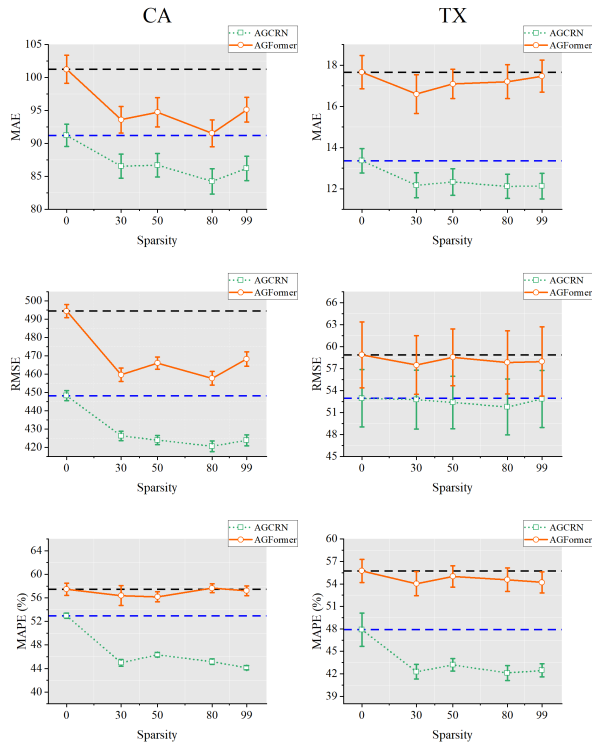 CA
TX
AGCRN
AGFormer
105
100
95
90
85
80
MAE
0
30
50
80
99
Sparsity
AGCRN
AGFormer
18
16
14
12
MAE
0
30
50
80
99
Sparsity
AGCRN
AGFormer
500
490
480
470
460
450
440
430
420
RMSE
0
30
50
80
99
Sparsity
AGCRN
AGFormer
66
63
60
57
54
51
48
45
RMSE
0
30
50
80
99
Sparsity
AGCRN
AGFormer
64
60
56
52
48
44
40
MAPE (%)
0
30
50
80
99
Sparsity
AGCRN
AGFormer
60
57
54
51
48
45
42
39
MAPE (%)
0
30
50
80
99
Sparsity